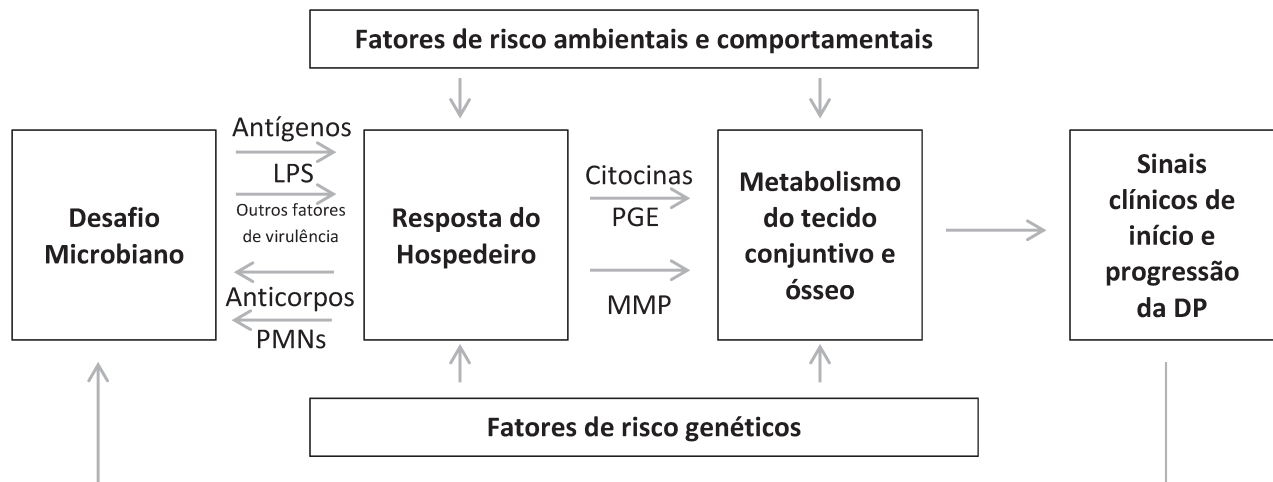 Fatores de risco ambientais e comportamentais
Desafio
Microbiano
Antígenos
LPS
Outros fatores
de virulência
Anticorpos
PMNs
Resposta do
Hospedeiro
Citocinas
PGE
MMP
Metabolismo
do tecido
conjuntivo e
ósseo
Sinais
clínicos de
início e
progressão
da DP
Fatores de risco genéticos